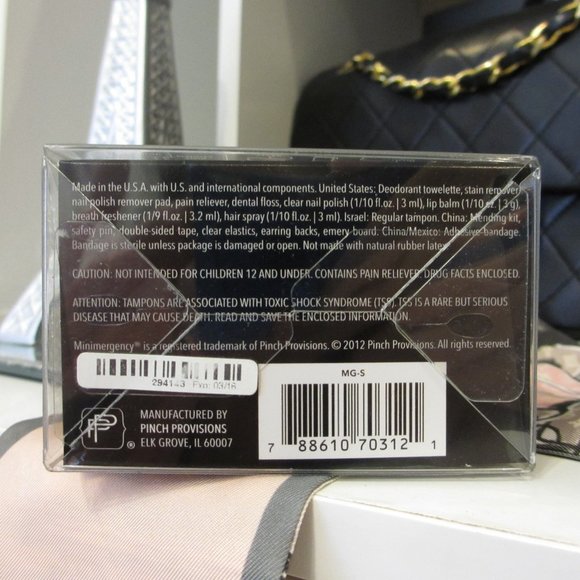 Made in the U.S.A. with U.S. and international components. United States: Deodorant towelette, stain remover,
nail polish remover pad, pain reliever, dental floss, clear nail polish (1/10 fl.oz. | 3 ml), lip balm (1/10 oz. | 3 g),
breath freshener (1/9 fl.oz. | 3.2 ml), hair spray (1/10 fl.oz. | 3 ml). Israel: Regular tampon. China: Mending kit,
safety pin, double-sided tape, clear elastics, earring backs, emery board. China/Mexico: Adhesive bandage.
Bandage is sterile unless package is damaged or open. Not made with natural rubber latex.
CAUTION: NOT INTENDED FOR CHILDREN 12 AND UNDER. CONTAINS PAIN RELIEVER. DRUG FACTS ENCLOSED.
ATTENTION: TAMPONS ARE ASSOCIATED WITH TOXIC SHOCK SYNDROME (TSS). TSS IS A RARE BUT SERIOUS
DISEASE THAT MAY CAUSE DEATH. READ AND SAVE THE ENCLOSED INFORMATION.
Minimergency® is a registered trademark of Pinch Provisions. © 2012 Pinch Provisions. All rights reserved.
294143 Exp: 03/16
MG-S
7 88610 70312 1
PP®
MANUFACTURED BY
PINCH PROVISIONS
ELK GROVE, IL 60007